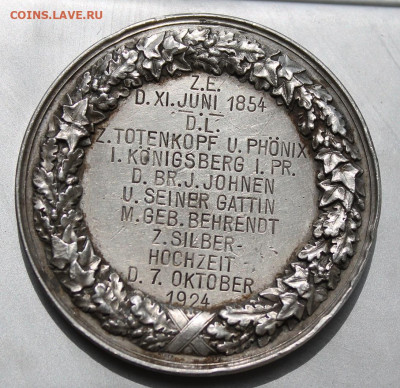 COINS.LAVE.RU
Z.E.
D. XI. JUNI 1854
D.L.
Z. TOTENKOPF U. PHÖNIX
I. KÖNIGSBERG I. PR.
D. BR. J. JOHNEN
U. SEINER GATTIN
M. GEB. BEHRENDT
Z. SILBER-
HOCHZEIT
D. 7. OKTOBER
1924